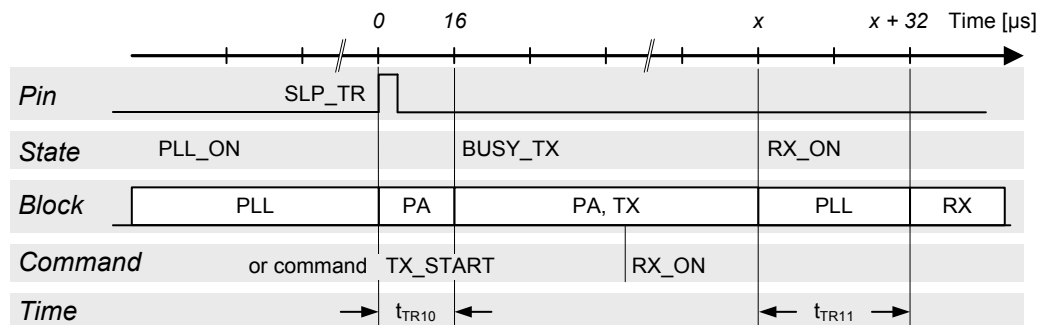 0 16 x x + 32 Time [µs]
Pin SLP_TR
State PLL_ON BUSY_TX RX_ON
Block PLL PA PA, TX PLL RX
Command or command TX_START RX_ON
Time tTR10 tTR11